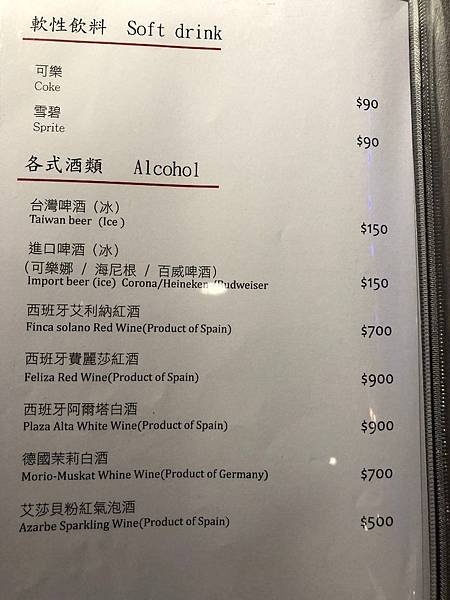 軟性飲料 Soft drink
可樂
Coke
$90
雪碧
Sprite
$90
各式酒類 Alcohol
台灣啤酒（冰）
Taiwan beer (Ice)
$150
進口啤酒（冰）
（可樂娜 / 海尼根 / 百威啤酒）
Import beer (ice) Corona/Heineken/Budweiser
$150
西班牙艾利納紅酒
Finca solano Red Wine(Product of Spain)
$700
西班牙費麗莎紅酒
Feliza Red Wine(Product of Spain)
$900
西班牙阿爾塔白酒
Plaza Alta White Wine(Product of Spain)
$900
德國茉莉白酒
Morio-Muskat Whine Wine(Product of Germany)
$700
艾莎貝粉紅氣泡酒
Azarbe Sparkling Wine(Product of Spain)
$500